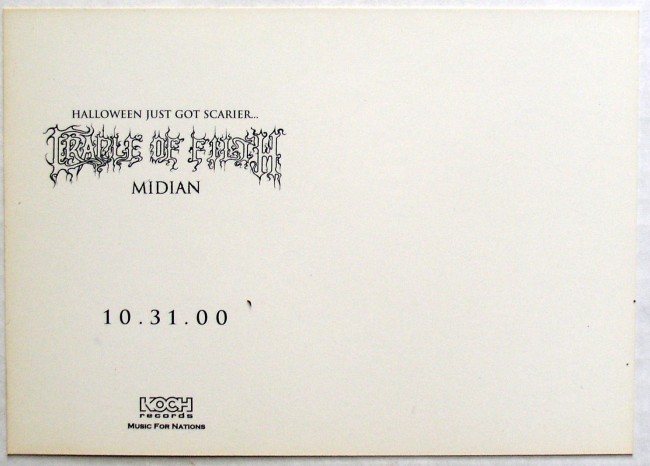 HALLOWEEN JUST GOT SCARIER...
CRADLE OF FILTH
MIDIAN
10.31.00
KOCH
records
MUSIC FOR NATIONS